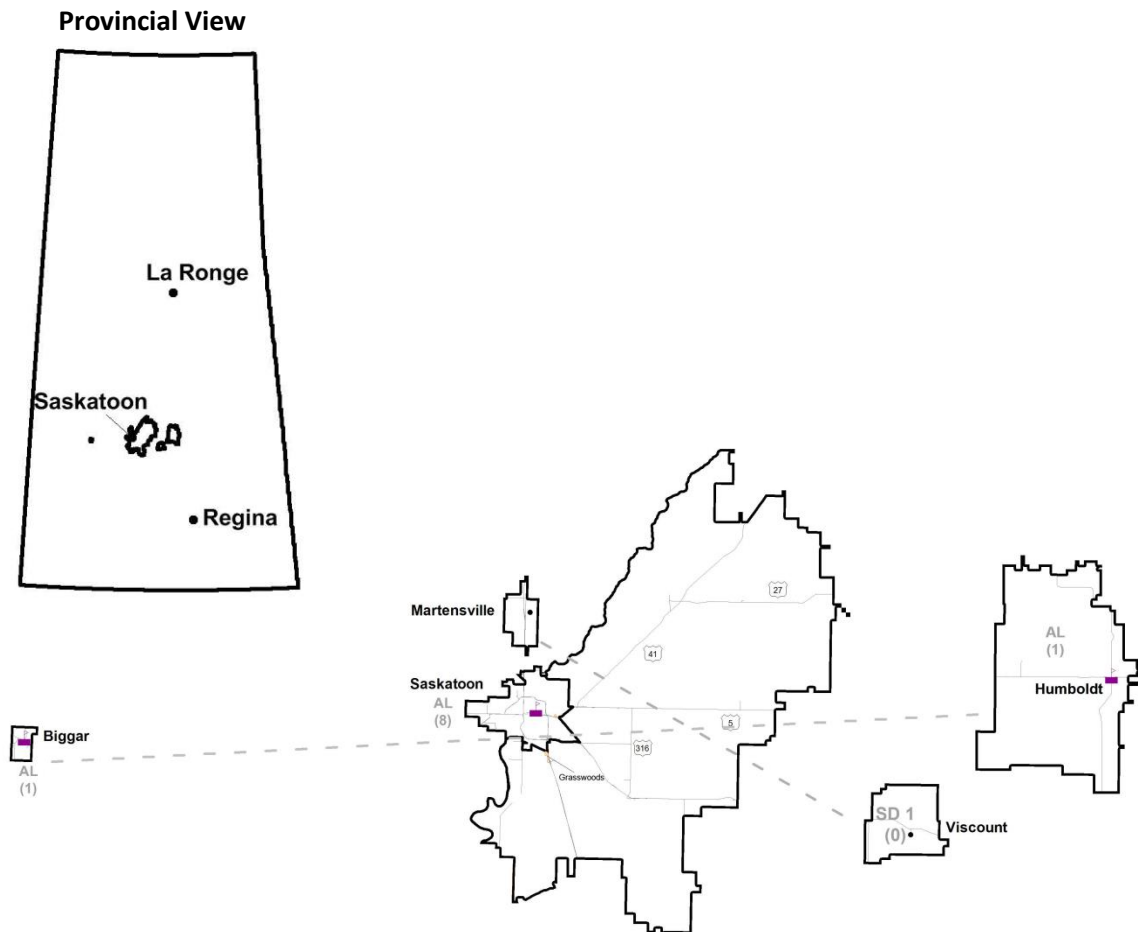 Provincial View
La Ronge
Saskatoon
Regina
27
Martensville
41
AL
(1)
Humboldt
Saskatoon
AL
(8)
5
Biggar
316
AL
(1)
Grasswoods
SD 1
(0)
Viscount